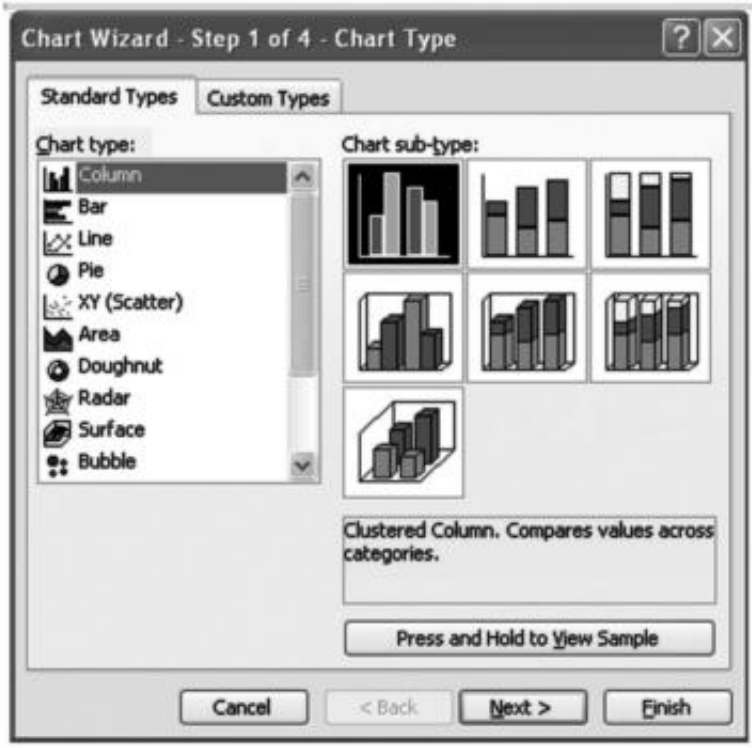 Chart Wizard - Step 1 of 4 - Chart Type
Standard Types
Custom Types
Chart type:
Column
Bar
Line
Pie
XY (Scatter)
Area
Doughnut
Radar
Surface
Bubble
Chart sub-type:
Clustered Column. Compares values across
categories.
Press and Hold to View Sample
Cancel
< Back
Next >
Finish